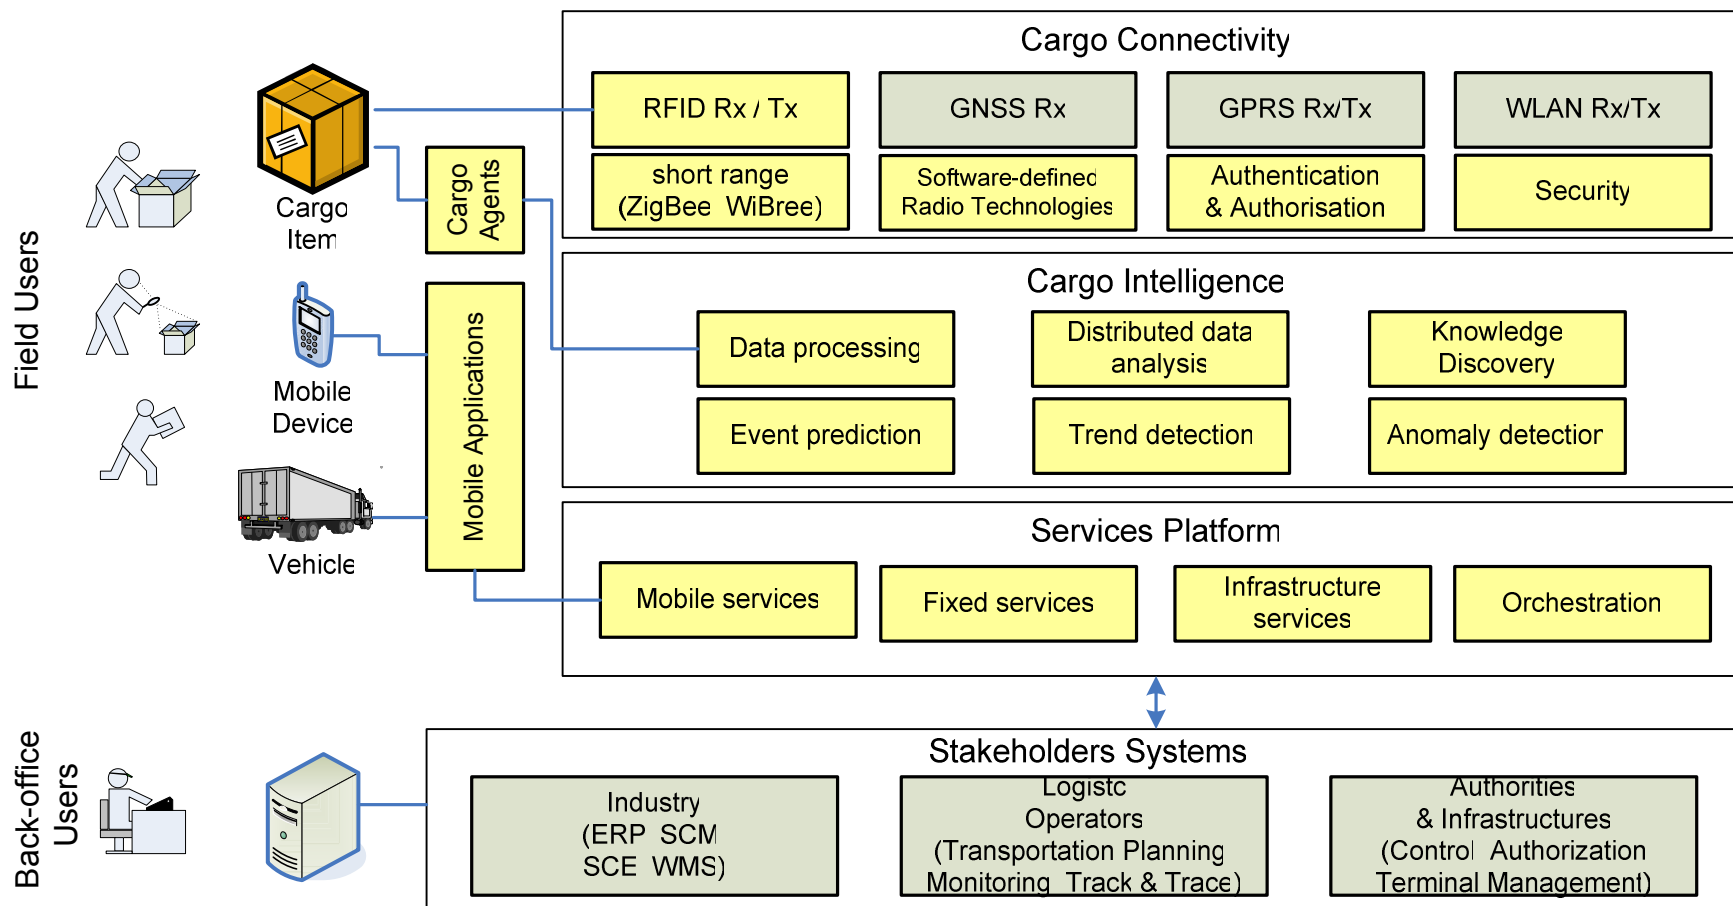 Cargo Connectivity
RFID Rx / Tx
GNSS Rx
GPRS Rx/Tx
WLAN Rx/Tx
short range
(ZigBee WiBree)
Software-defined
Radio Technologies
Authentication
& Authorisation
Security
Cargo
Item
Cargo
Agents
Field Users
Mobile
Device
Mobile Applications
Vehicle
Cargo Intelligence
Data processing
Distributed data
analysis
Knowledge
Discovery
Event prediction
Trend detection
Anomaly detection
Services Platform
Mobile services
Fixed services
Infrastructure
services
Orchestration
Back-office
Users
Stakeholders Systems
Industry
(ERP SCM
SCE WMS)
Logistc
Operators
(Transportation Planning
Monitoring Track & Trace)
Authorities
& Infrastructures
(Control Authorization
Terminal Management)